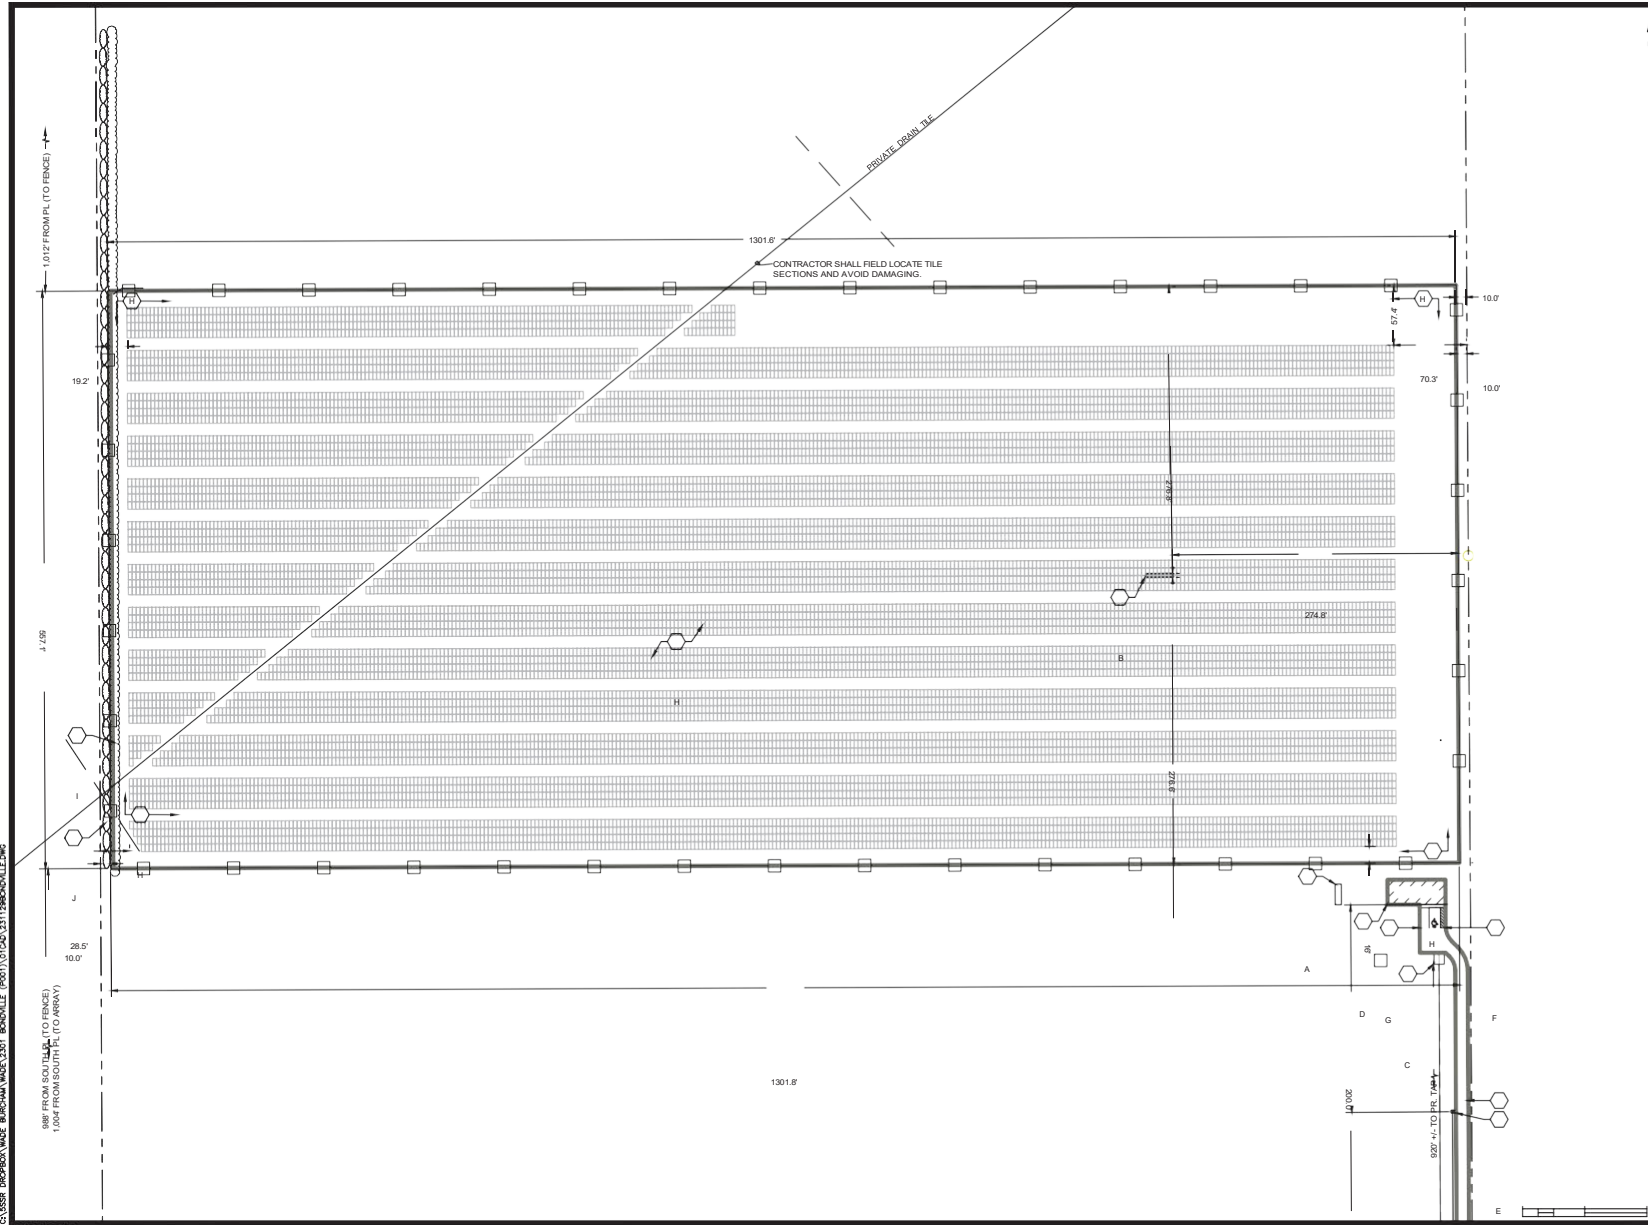 PRIVATE DRAIN TILE
1,012' FROM PL (TO FENCE)
1301.6'
CONTRACTOR SHALL FIELD LOCATE TILE
SECTIONS AND AVOID DAMAGING.
H
H
10.0'
57.4'
19.2'
70.3'
10.0'
274.8'
557.1'
B
H
276.6'
I
H
J
28.5'
10.0'
H
16'
A
D
G
F
988' FROM SOUTH PL (TO FENCE)
1,004' FROM SOUTH PL (TO ARRAY)
C
1301.8'
200.0'
920' +/- TO PR. TAP
E